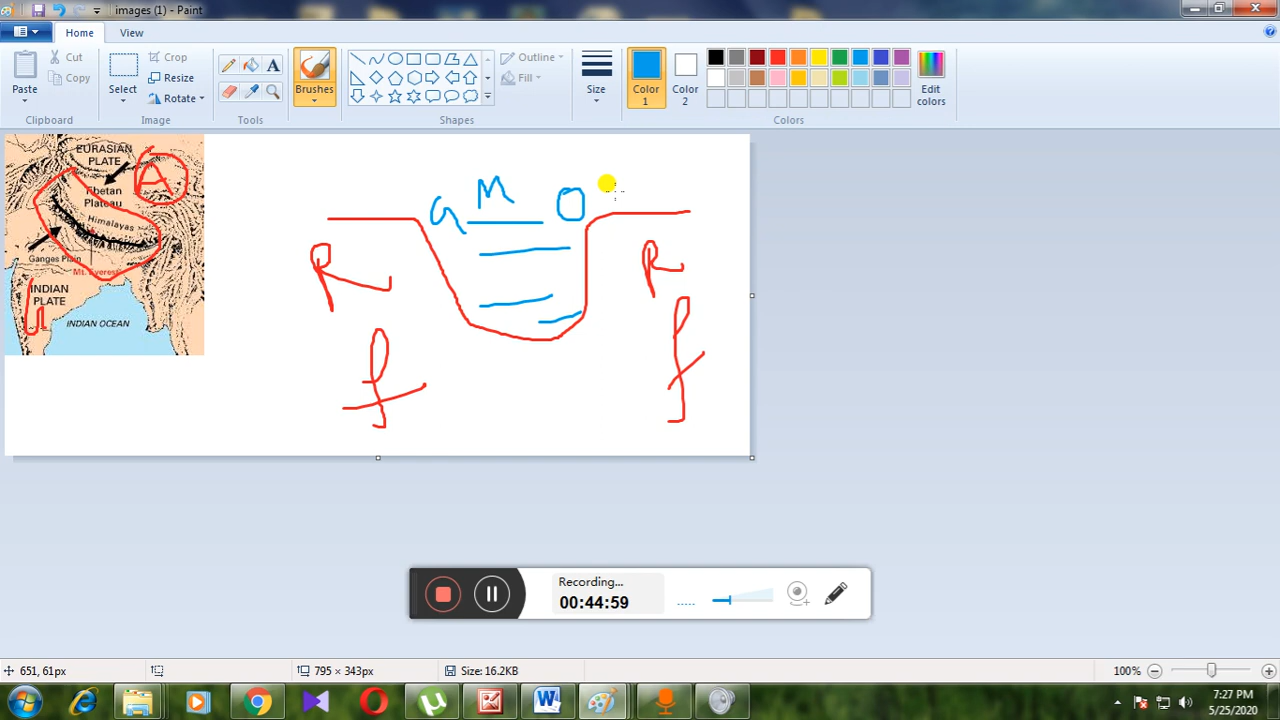 images (1) - Paint
Home
View
Paste
Cut
Copy
Clipboard
Select
Crop
Resize
Rotate
Image
Tools
Brushes
Outline
Fill
Shapes
Size
Color
1
Color
2
Edit
colors
Colors
EURASIAN
PLATE
A
Tibetan
Plateau
Himalayas
Ganges Plain
Mt. Everest
INDIAN
PLATE
INDIAN OCEAN
G M O
R R
f f
Recording...
00:44:59
651, 61px
795 × 343px
Size: 16.2KB
100%
7:27 PM
5/25/2020